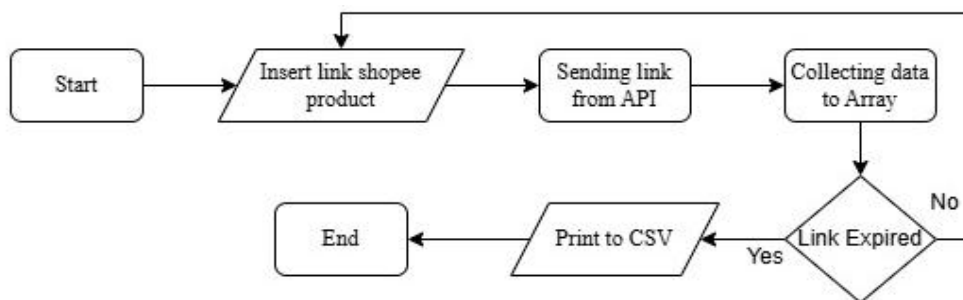 Start
Insert link shopee
product
Sending link
from API
Collecting data
to Array
Link Expired
No
Yes
Print to CSV
End